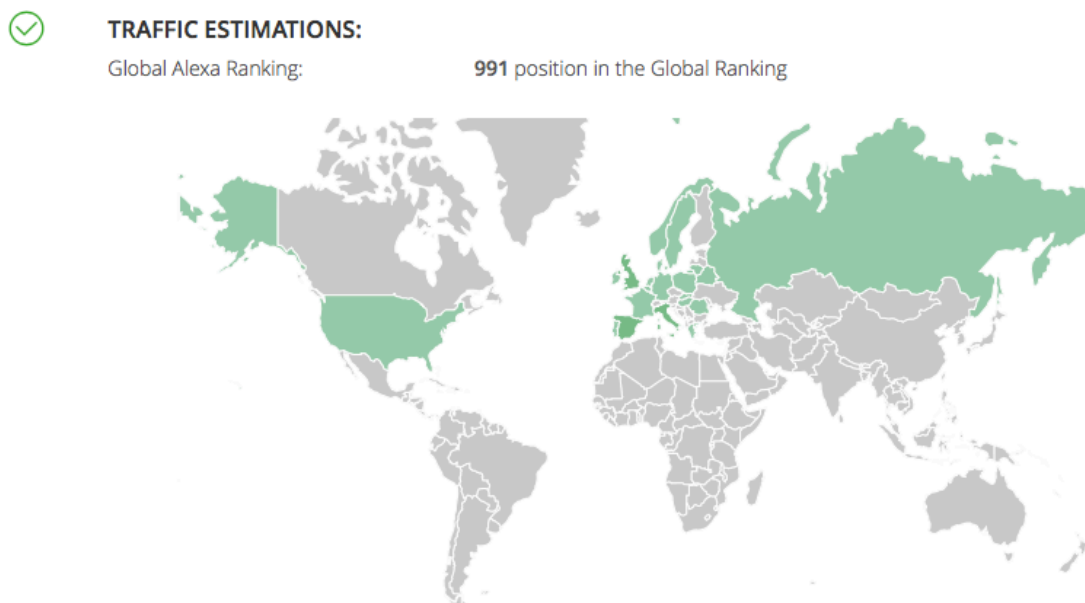 TRAFFIC ESTIMATIONS:
Global Alexa Ranking: 991 position in the Global Ranking